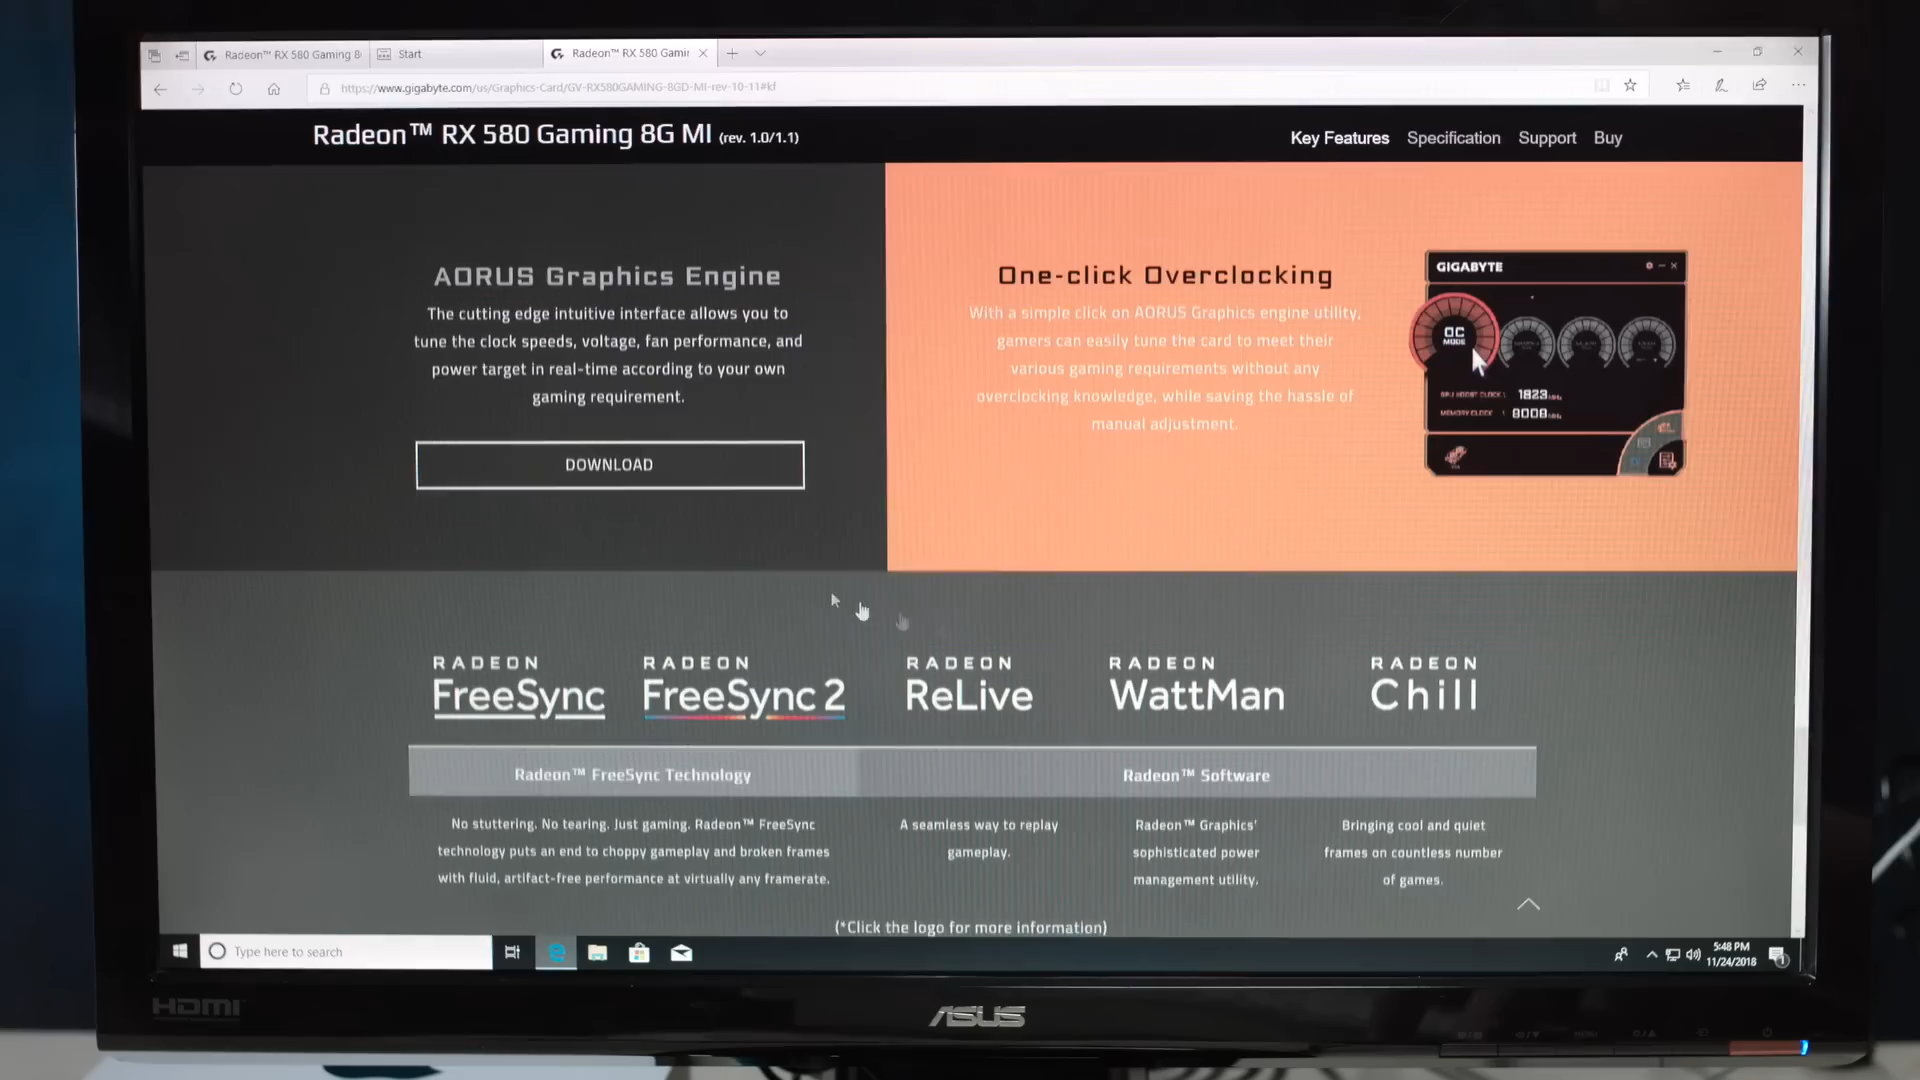 Radeon™ RX 580 Gaming 8
Start
Radeon™ RX 580 Gamin
https://www.gigabyte.com/us/Graphics-Card/GV-RX580GAMING-8GD-MI-rev-10-11#kf
Radeon™ RX 580 Gaming 8G MI (rev. 1.0/1.1)
Key Features Specification Support Buy
AORUS Graphics Engine
The cutting edge intuitive interface allows you to
tune the clock speeds, voltage, fan performance, and
power target in real-time according to your own
gaming requirement.
DOWNLOAD
One-click Overclocking
With a simple click on AORUS Graphics engine utility,
gamers can easily tune the card to meet their
various gaming requirements without any
overclocking knowledge, while saving the hassle of
manual adjustment.
GIGABYTE
OC
MODE
GPU BOOST CLOCK : 1823 MHz
MEMORY CLOCK : 8008 MHz
RADEON
FreeSync
RADEON
FreeSync 2
RADEON
ReLive
RADEON
WattMan
RADEON
Chill
Radeon™ FreeSync Technology
Radeon™ Software
No stuttering. No tearing. Just gaming. Radeon™ FreeSync
technology puts an end to choppy gameplay and broken frames
with fluid, artifact-free performance at virtually any framerate.
A seamless way to replay
gameplay.
Radeon™ Graphics'
sophisticated power
management utility.
Bringing cool and quiet
frames on countless number
of games.
(*Click the logo for more information)
Type here to search
5:48 PM
11/24/2018
1
HDMI
ASUS